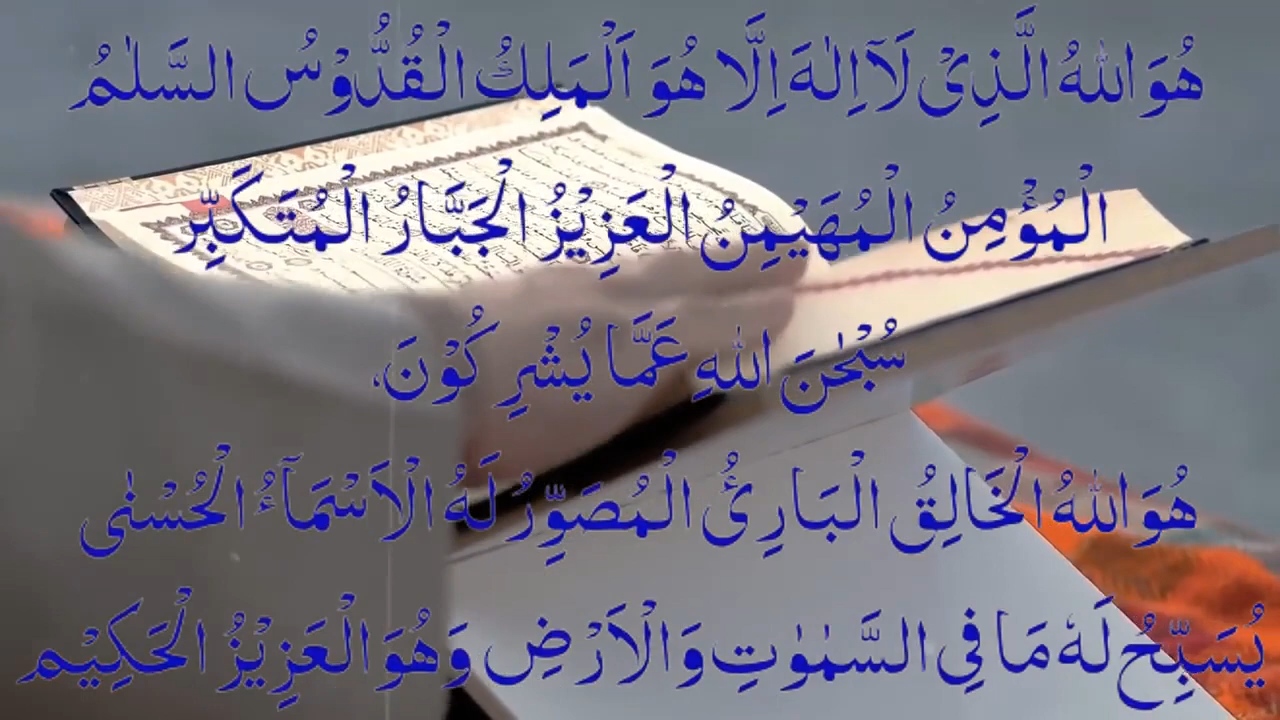 هُوَاللهُ الَّذِیْ لَاۤ اِلٰهَ اِلَّا هُوَ اَلْمَلِكُ الْقُدُّوْسُ السَّلٰمُ
الْمُؤْمِنُ الْمُهَيْمِنُ الْعَزِيْزُ الْجَبَّارُ الْمُتَكَبِّرُ
سُبْحٰنَ اللهِ عَمَّا يُشْرِ كُوْنَ،
هُوَاللهُ الْخَالِقُ الْبَارِئُ الْمُصَوِّرُ لَهُ الْاَسْمَآءُ الْحُسْنٰی
يُسَبِّحُ لَهٗ مَا فِی السَّمٰوٰتِ وَالْاَرْضِ وَهُوَ الْعَزِيْزُ الْحَكِيْم